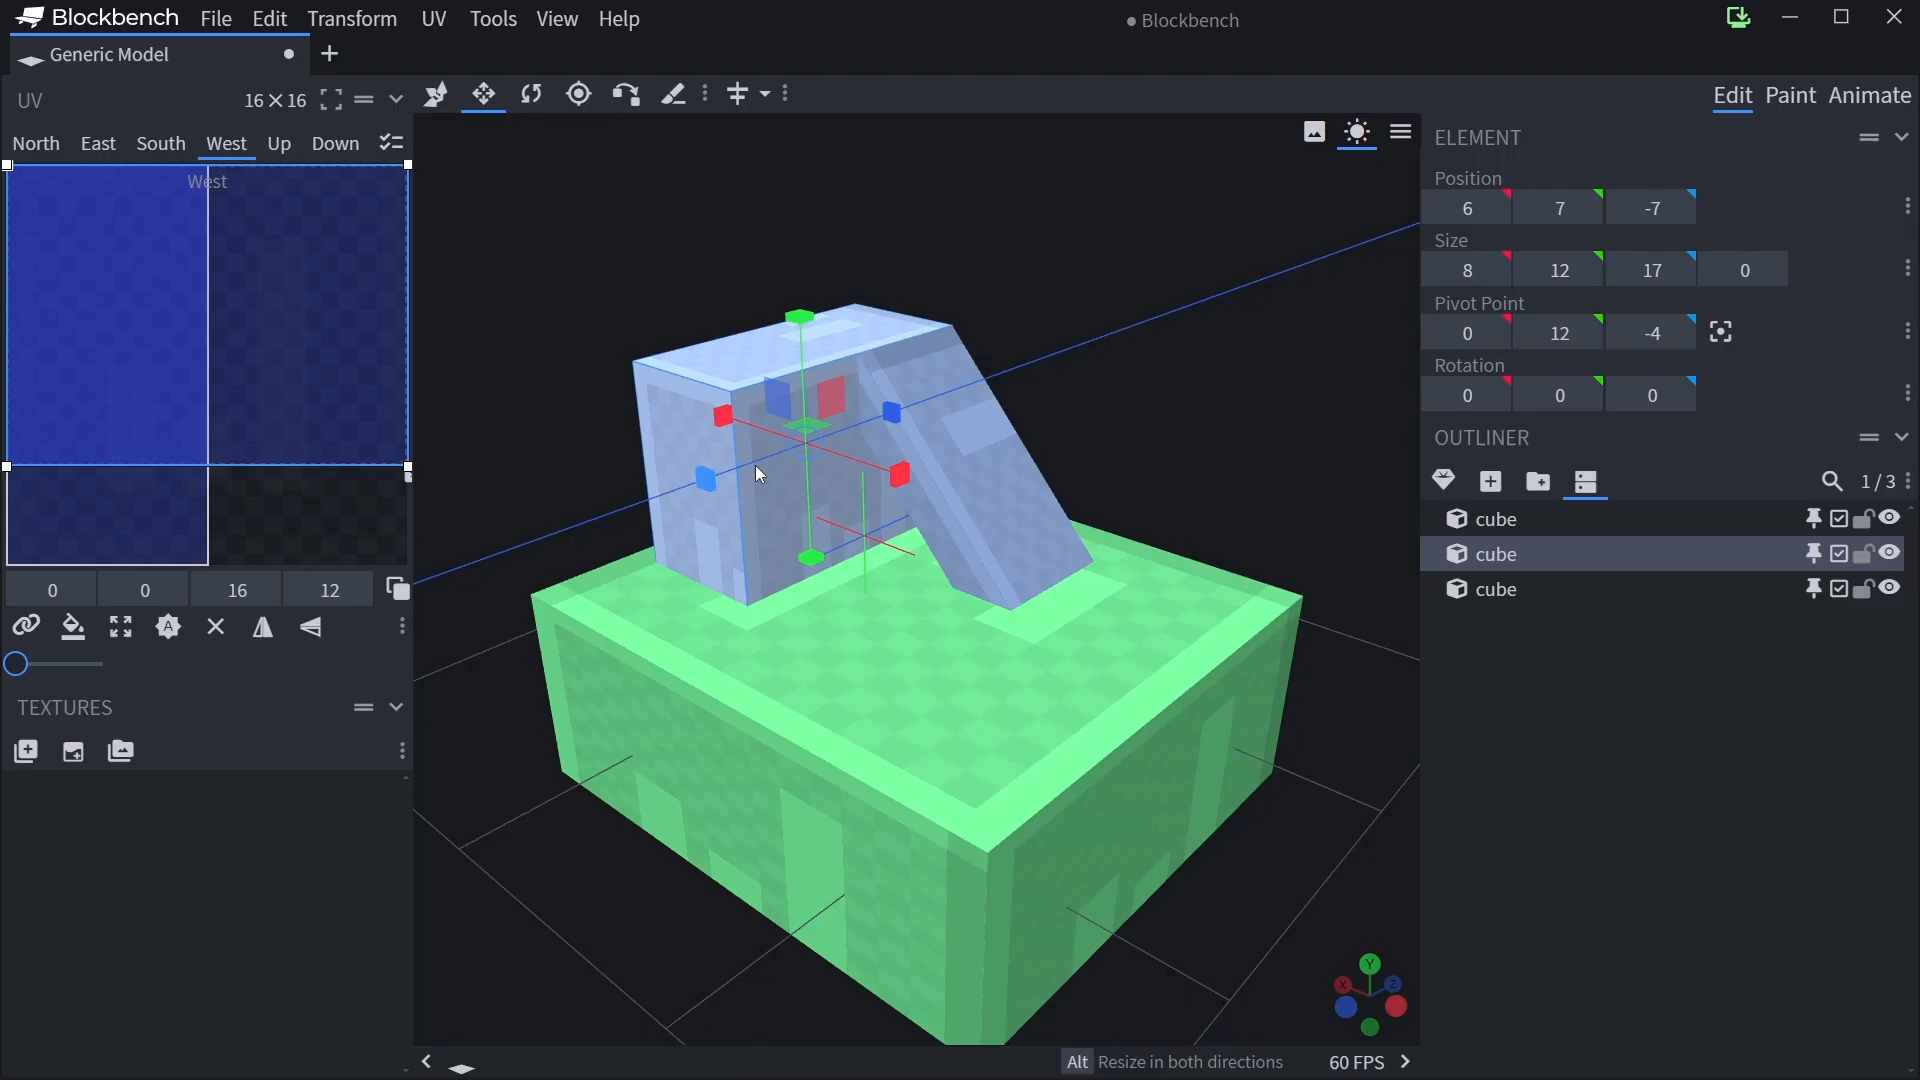 Blockbench File Edit Transform UV Tools View Help
Blockbench
Generic Model
UV 16×16
Edit Paint Animate
North East South West Up Down
West
0 0 16 12
TEXTURES
ELEMENT
Position
6 7 -7
Size
8 12 17 0
Pivot Point
0 12 -4
Rotation
0 0 0
OUTLINER
1/3
cube
cube
cube
Y
X Z
Alt Resize in both directions 60 FPS